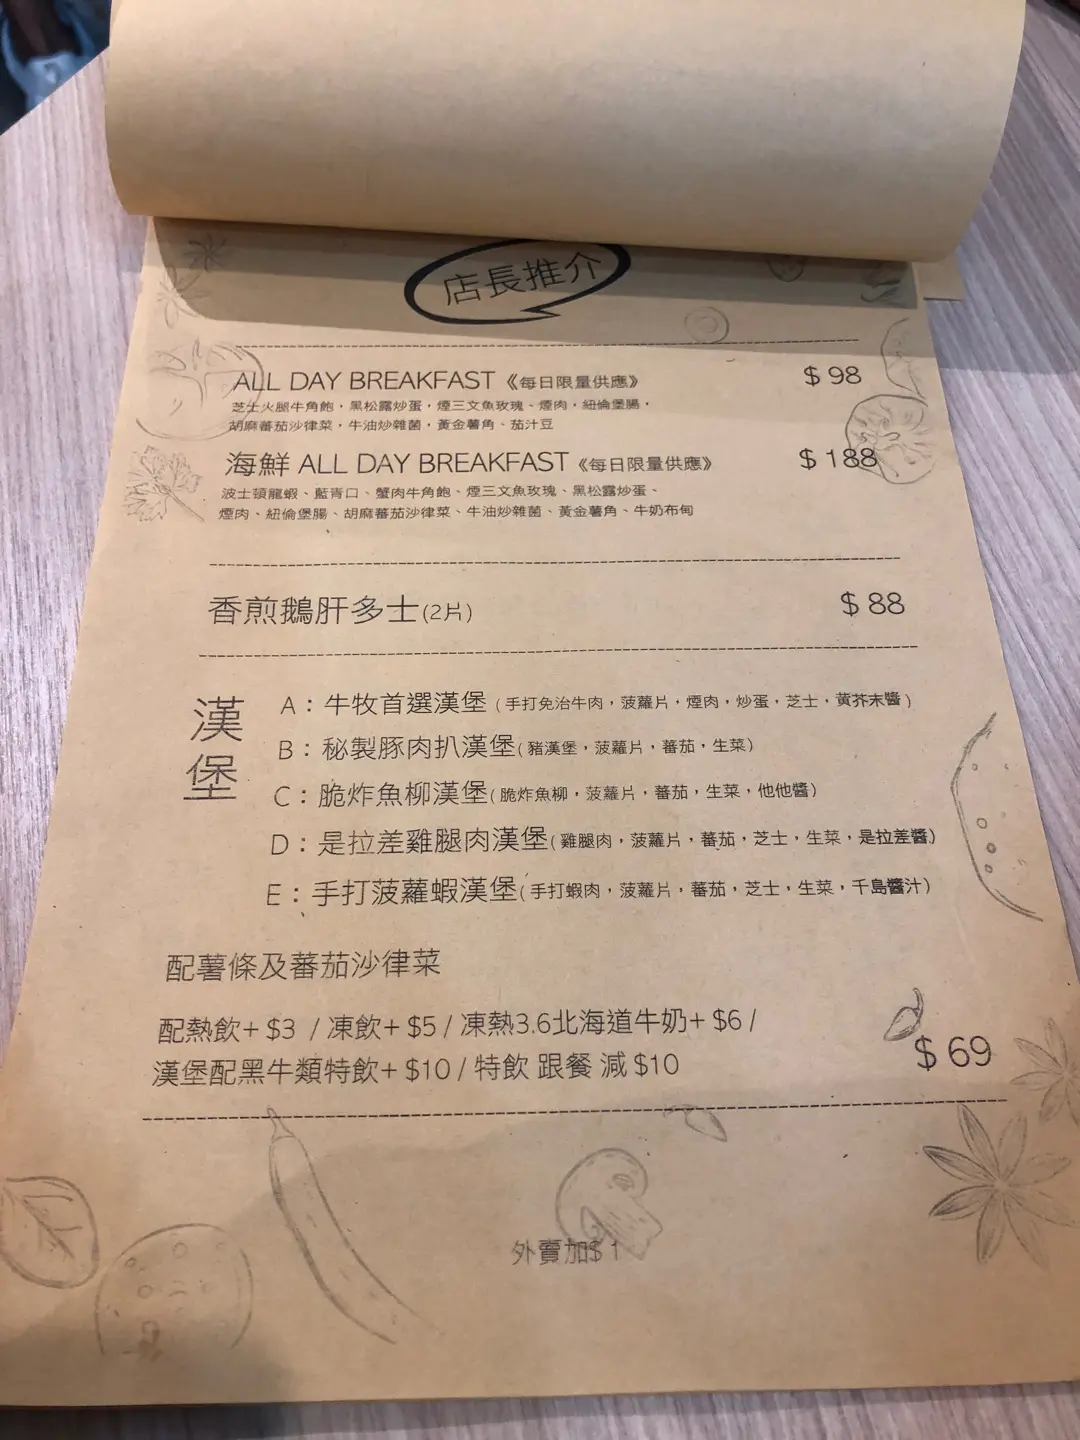 店長推介
ALL DAY BREAKFAST《每日限量供應》 $98
芝士火腿牛角飽，黑松露炒蛋，煙三文魚玫瑰、煙肉，紐倫堡腸，
胡麻蕃茄沙律菜，牛油炒雜菌，黃金薯角、茄汁豆
海鮮 ALL DAY BREAKFAST《每日限量供應》 $188
波士頓龍蝦、藍青口、蟹肉牛角飽、煙三文魚玫瑰、黑松露炒蛋、
煙肉、紐倫堡腸、胡麻蕃茄沙律菜、牛油炒雜菌、黃金薯角、牛奶布甸
香煎鵝肝多士(2片) $88
漢堡
A：牛牧首選漢堡（手打免治牛肉，菠蘿片，煙肉，炒蛋，芝士，黃芥末醬）
B：秘製豚肉扒漢堡(豬漢堡，菠蘿片，蕃茄，生菜)
C：脆炸魚柳漢堡(脆炸魚柳，菠蘿片，蕃茄，生菜，他他醬)
D：是拉差雞腿肉漢堡(雞腿肉，菠蘿片，蕃茄，芝士，生菜，是拉差醬)
E：手打菠蘿蝦漢堡(手打蝦肉，菠蘿片，蕃茄，芝士，生菜，千島醬汁)
配薯條及蕃茄沙律菜
配熱飲+ $3 / 凍飲+ $5 / 凍熱3.6北海道牛奶+ $6 /
漢堡配黑牛類特飲+ $10 / 特飲 跟餐 減 $10
$69
外賣加$1